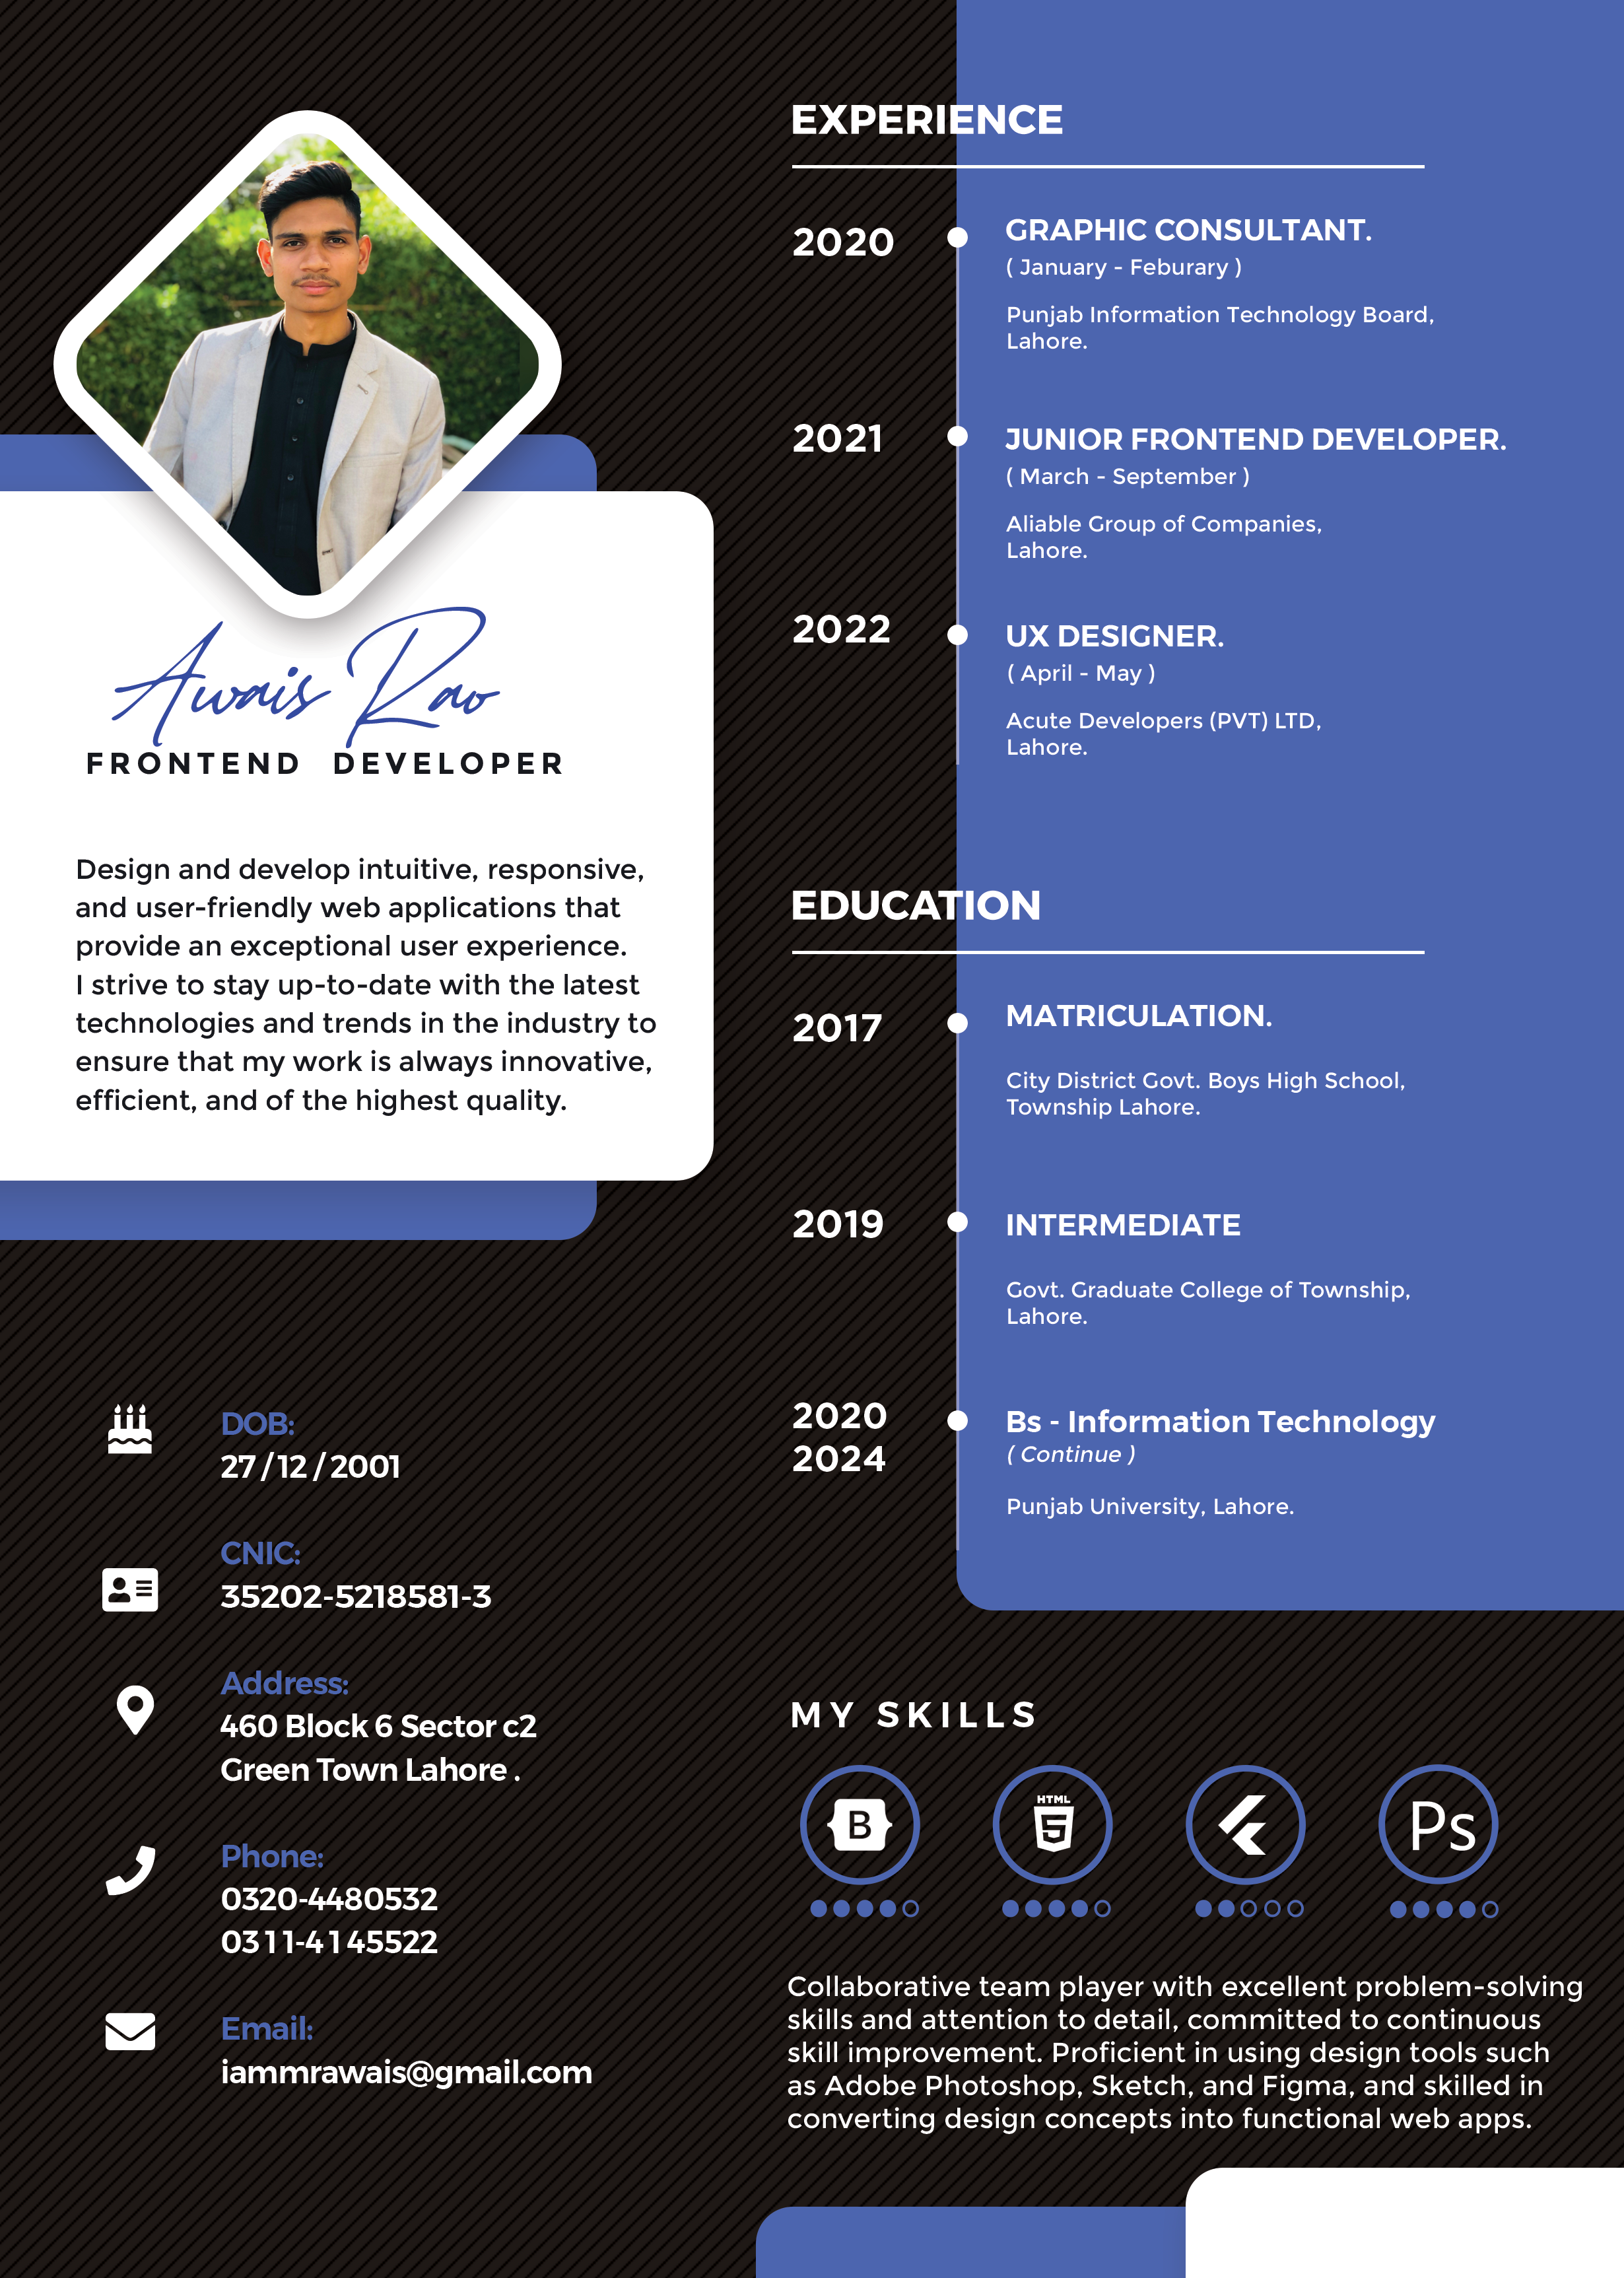 Awais Rao
FRONTEND DEVELOPER
Design and develop intuitive, responsive,
and user-friendly web applications that
provide an exceptional user experience.
I strive to stay up-to-date with the latest
technologies and trends in the industry to
ensure that my work is always innovative,
efficient, and of the highest quality.
DOB:
27 / 12 / 2001
CNIC:
35202-5218581-3
Address:
460 Block 6 Sector c2
Green Town Lahore .
Phone:
0320-4480532
0311-4145522
Email:
iammrawais@gmail.com
EXPERIENCE
2020
GRAPHIC CONSULTANT.
( January - Feburary )
Punjab Information Technology Board,
Lahore.
2021
JUNIOR FRONTEND DEVELOPER.
( March - September )
Aliable Group of Companies,
Lahore.
2022
UX DESIGNER.
( April - May )
Acute Developers (PVT) LTD,
Lahore.
EDUCATION
2017
MATRICULATION.
City District Govt. Boys High School,
Township Lahore.
2019
INTERMEDIATE
Govt. Graduate College of Township,
Lahore.
2020
2024
Bs - Information Technology
( Continue )
Punjab University, Lahore.
MY SKILLS
B
HTML
5
Ps
Collaborative team player with excellent problem-solving
skills and attention to detail, committed to continuous
skill improvement. Proficient in using design tools such
as Adobe Photoshop, Sketch, and Figma, and skilled in
converting design concepts into functional web apps.